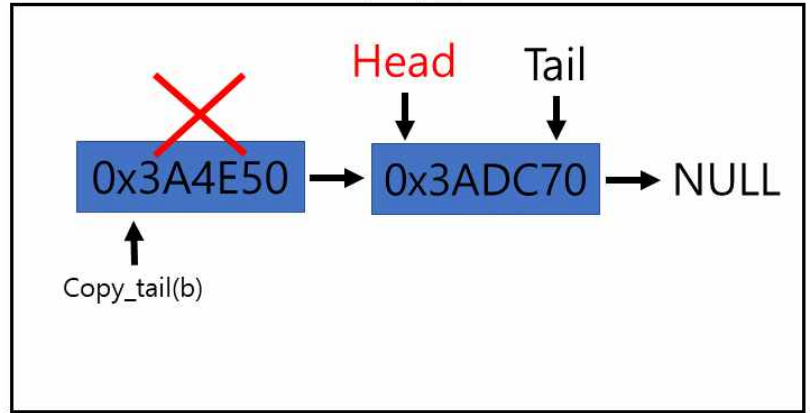 Head
Tail
0x3A4E50
0x3ADC70
NULL
Copy_tail(b)